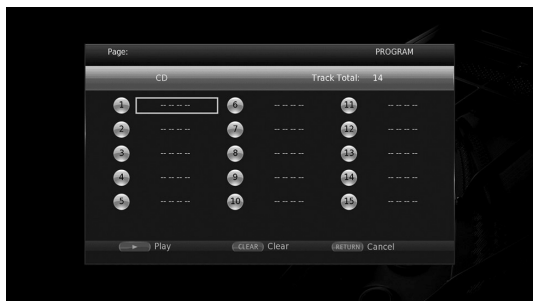 Page: PROGRAM
CD Track Total: 14
1 -- -- -- -- 6 -- -- -- -- 11 -- -- -- --
2 -- -- -- -- 7 -- -- -- -- 12 -- -- -- --
3 -- -- -- -- 8 -- -- -- -- 13 -- -- -- --
4 -- -- -- -- 9 -- -- -- -- 14 -- -- -- --
5 -- -- -- -- 10 -- -- -- -- 15 -- -- -- --
Play CLEAR Clear RETURN Cancel